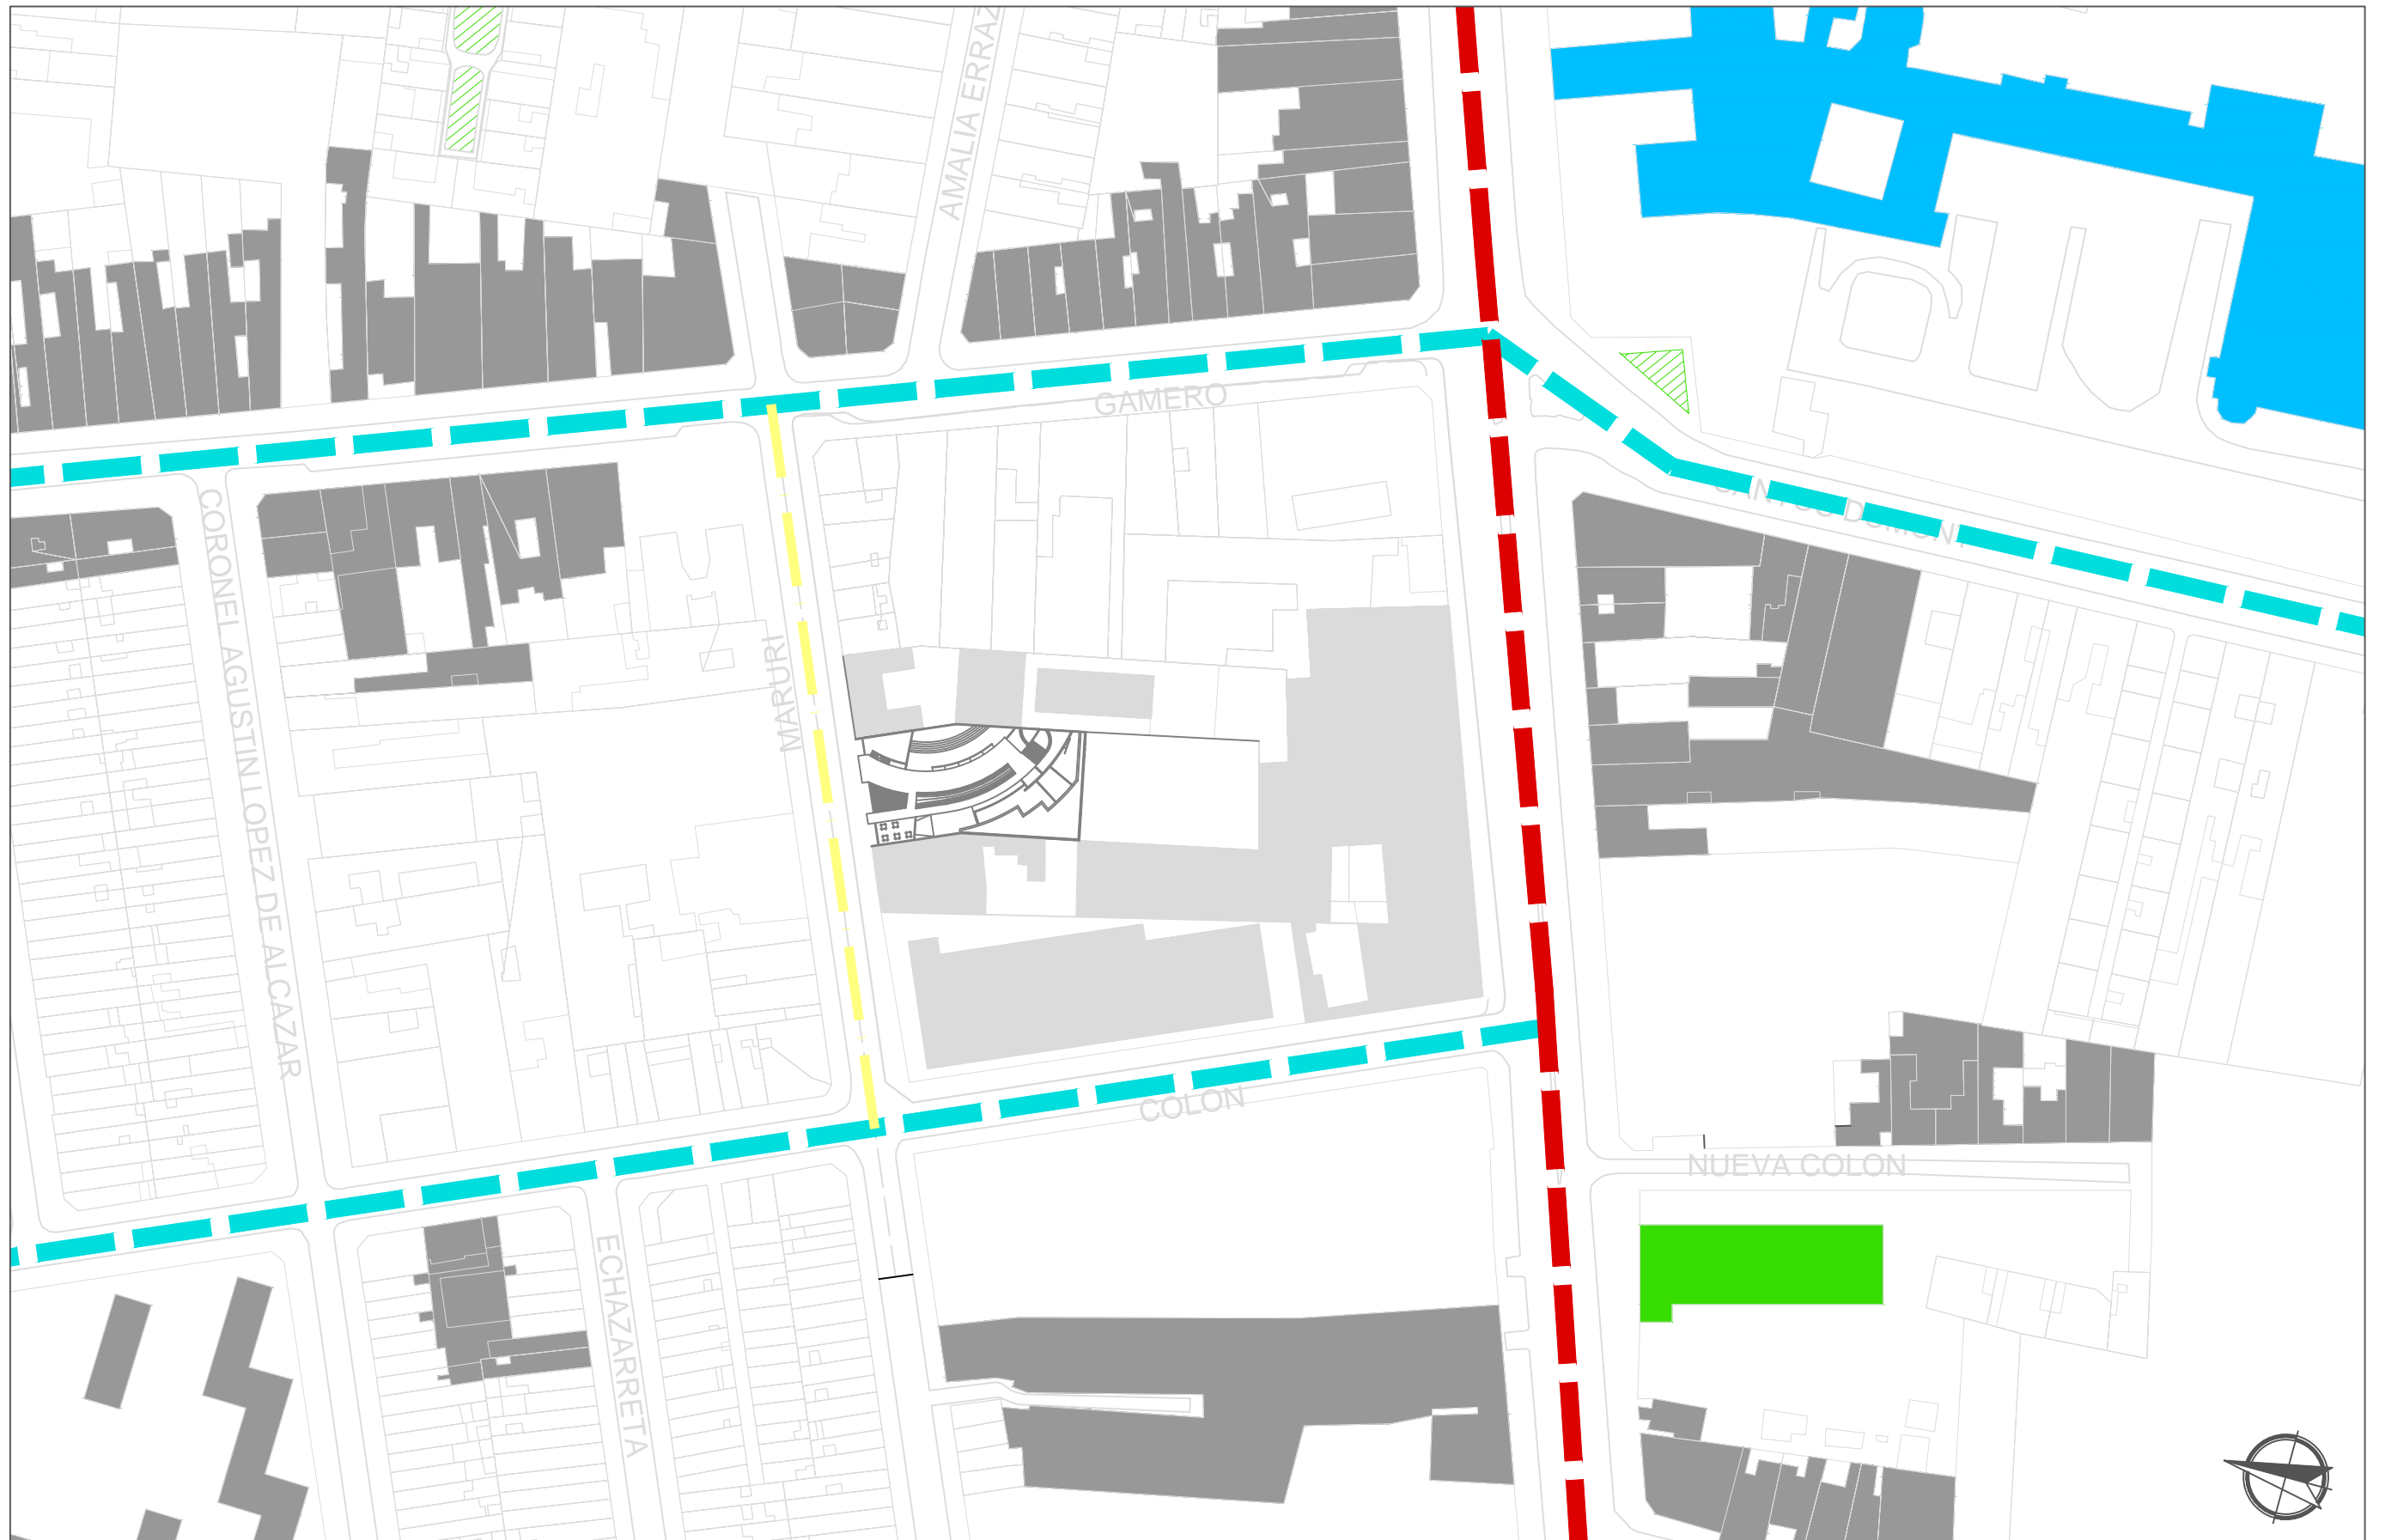 AMALIA ERRAZ
GAMERO
CORONEL AGUSTIN LOPEZ DE ALCAZAR
MARURI
COLON
NUEVA COLON
ECHAZARRETA